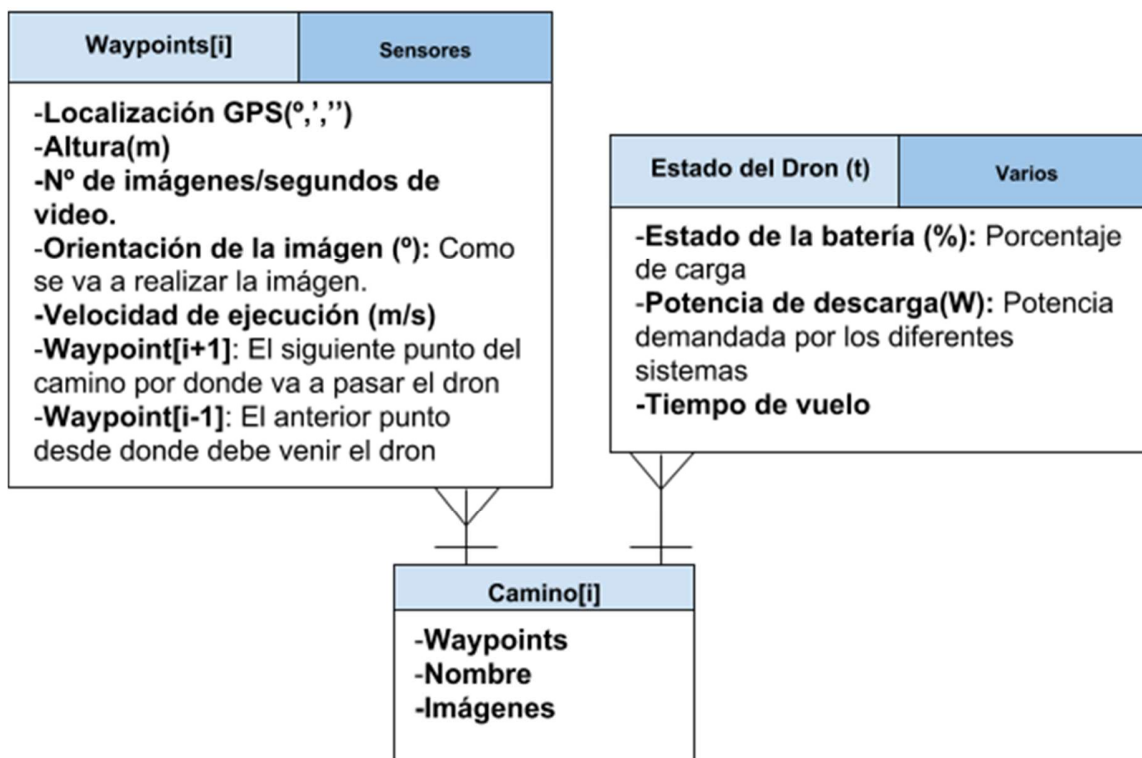 Waypoints[i]
Sensores
-Localización GPS(º,’,’’)
-Altura(m)
-Nº de imágenes/segundos de
video.
-Orientación de la imágen (º): Como
se va a realizar la imágen.
-Velocidad de ejecución (m/s)
-Waypoint[i+1]: El siguiente punto del
camino por donde va a pasar el dron
-Waypoint[i-1]: El anterior punto
desde donde debe venir el dron
Estado del Dron (t)
Varios
-Estado de la batería (%): Porcentaje
de carga
-Potencia de descarga(W): Potencia
demandada por los diferentes
sistemas
-Tiempo de vuelo
Camino[i]
-Waypoints
-Nombre
-Imágenes